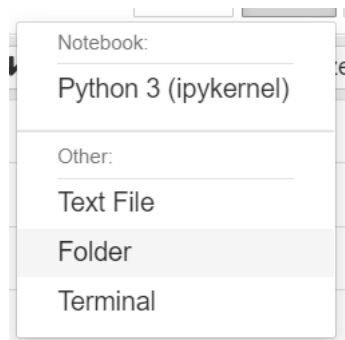 Notebook:
Python 3 (ipykernel)
Other:
Text File
Folder
Terminal